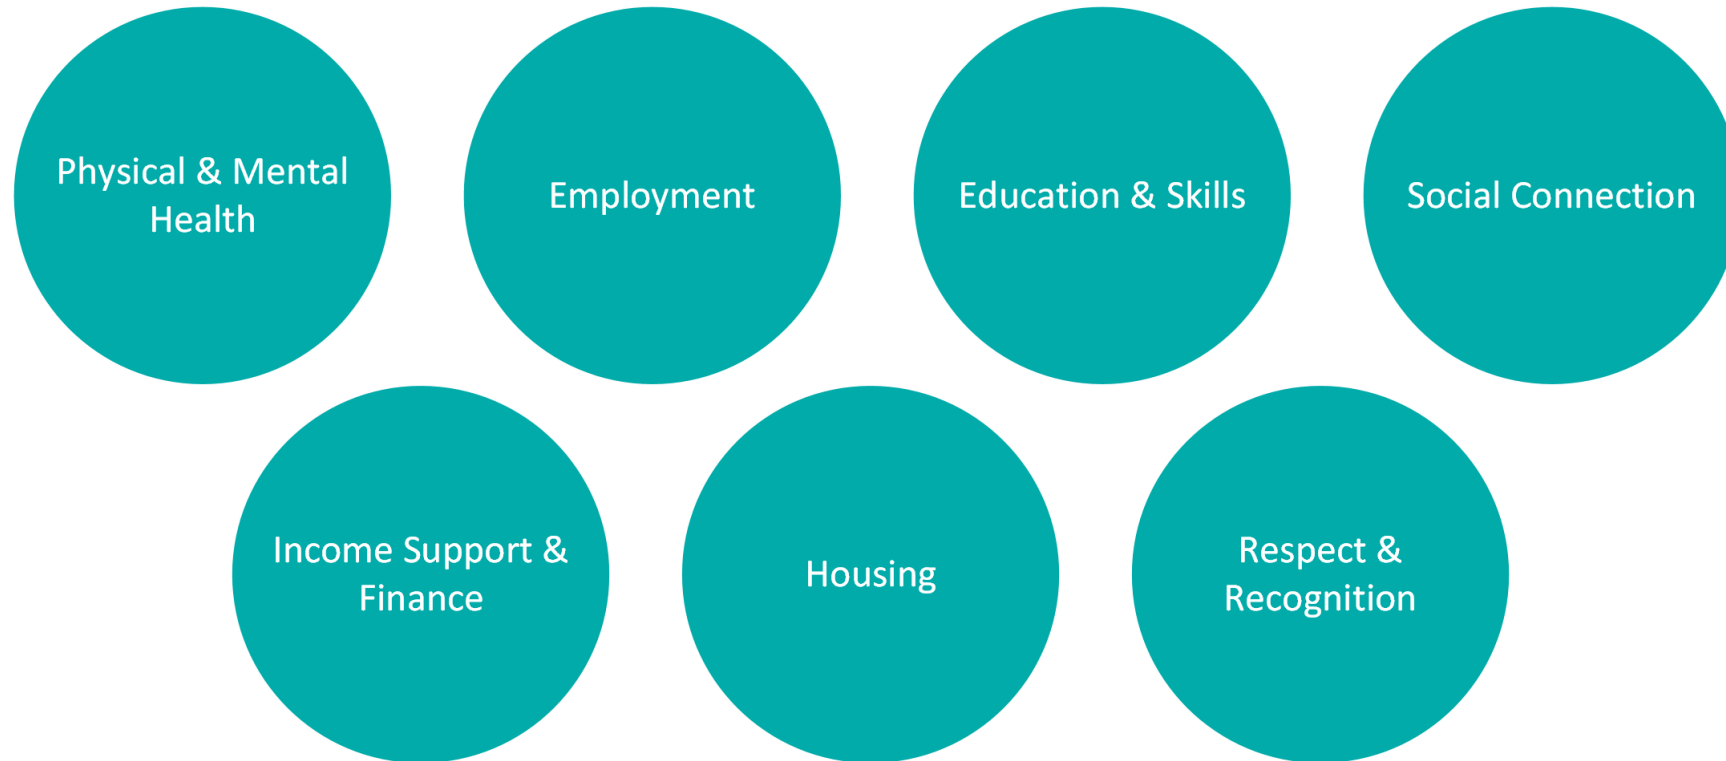 Physical & Mental
Health
Employment
Education & Skills
Social Connection
Income Support &
Finance
Housing
Respect &
Recognition